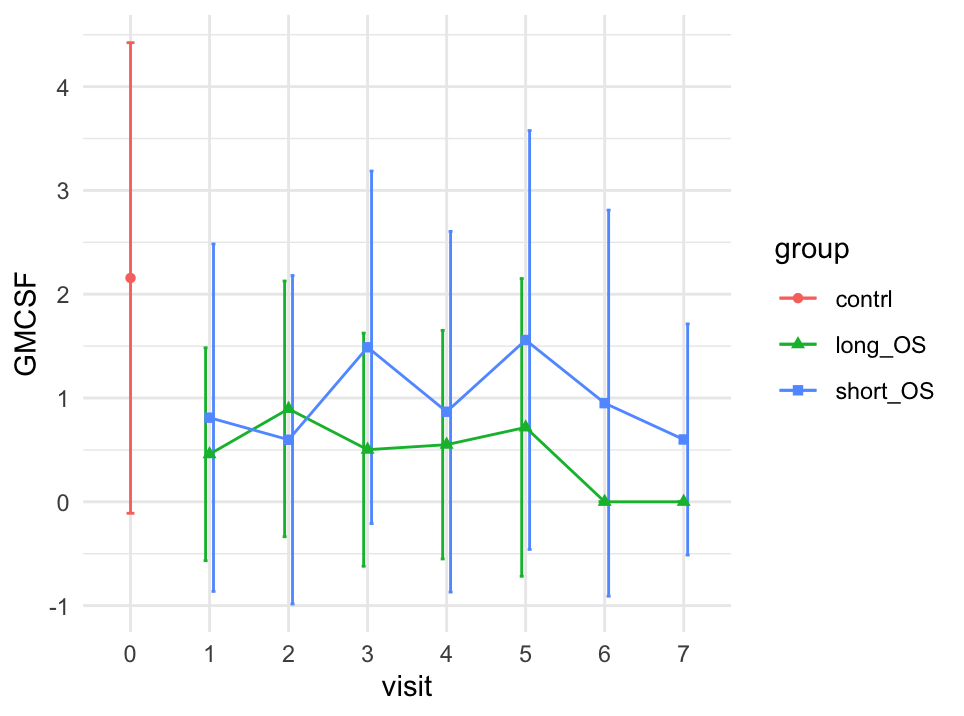 GMCSF
4
3
2
1
0
-1
0 1 2 3 4 5 6 7
visit
group
contrl
long_OS
short_OS